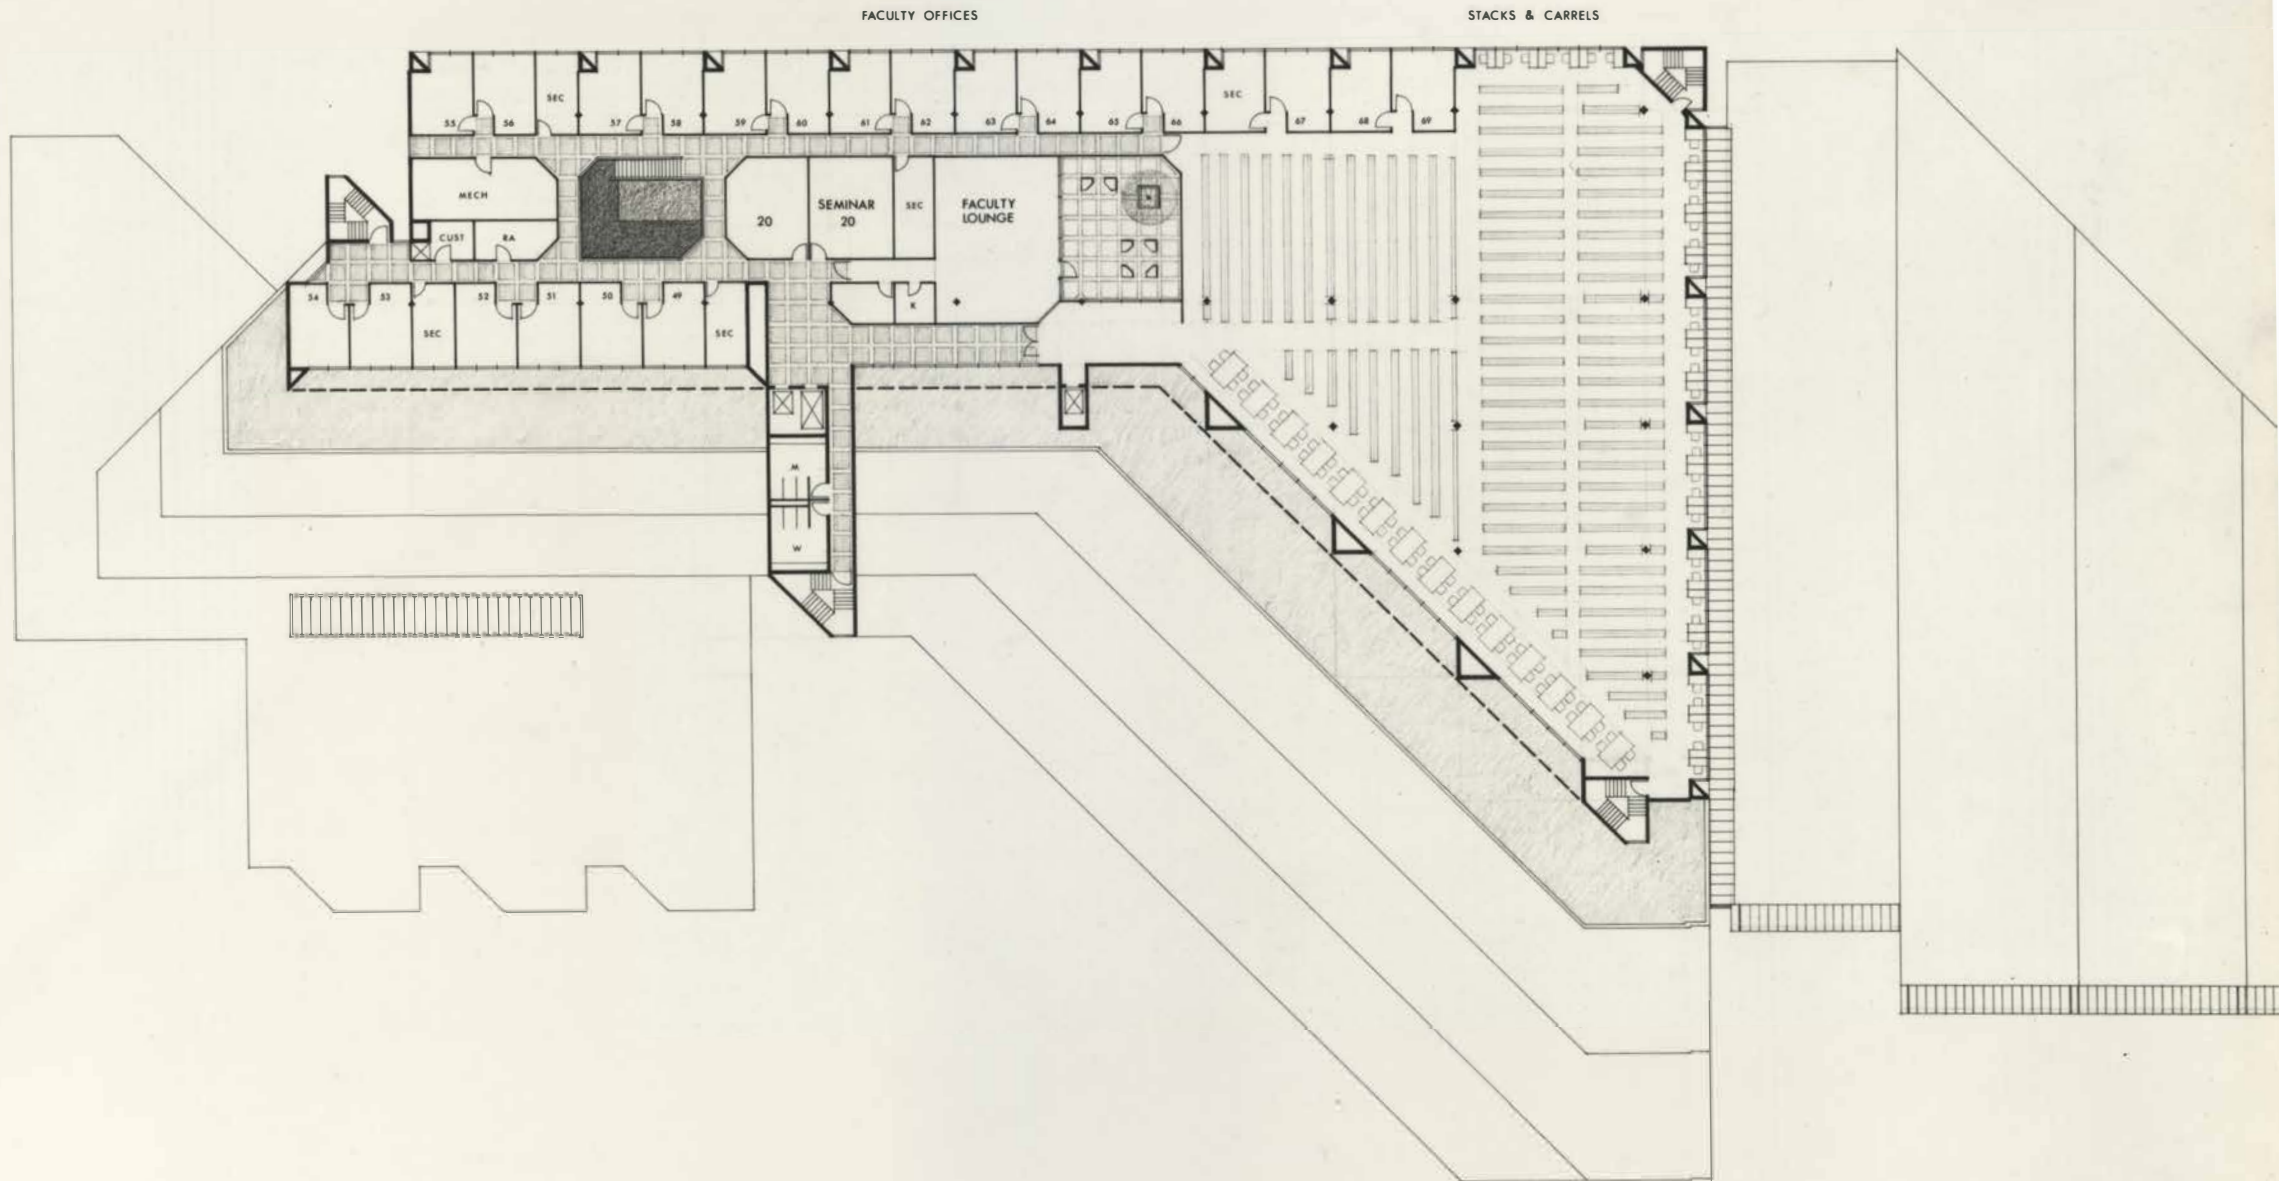 FACULTY OFFICES
STACKS & CARRELS
SEC
SEC
55 56 57 58 59 60 61 62 63 64 65 66 67 68 69
MECH
SEMINAR
20
20
SEC
FACULTY
LOUNGE
CUST
RA
54 53 52 51 50 49
K
SEC
SEC
M
W